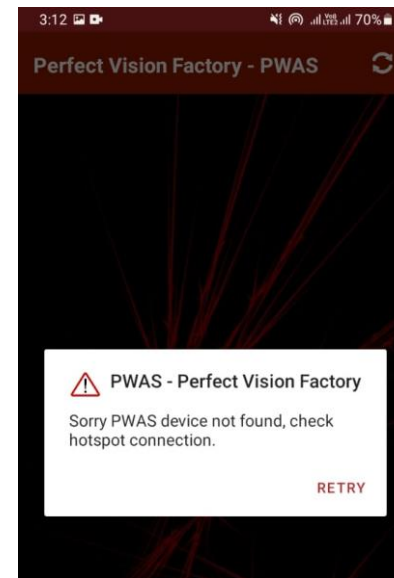 3:12 70%
Perfect Vision Factory - PWAS
PWAS - Perfect Vision Factory
Sorry PWAS device not found, check
hotspot connection.
RETRY